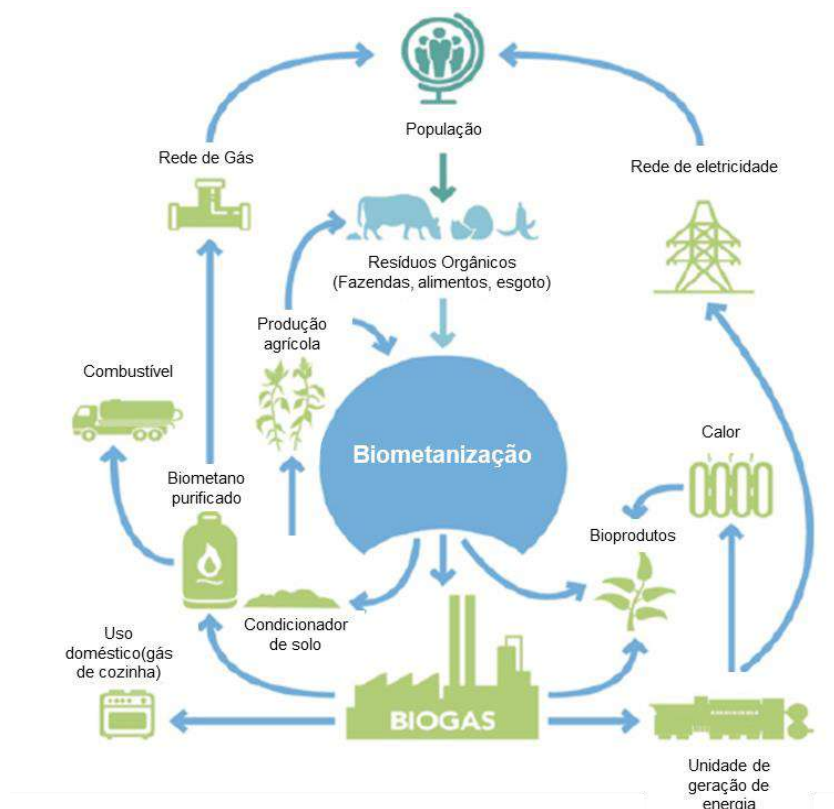 População
Rede de Gás
Rede de eletricidade
Resíduos Orgânicos
(Fazendas, alimentos, esgoto)
Produção
agrícola
Combustível
Biometanização
Calor
Biometano
purificado
Bioprodutos
Condicionador
de solo
Uso
doméstico(gás
de cozinha)
BIOGAS
Unidade de
geração de
energia